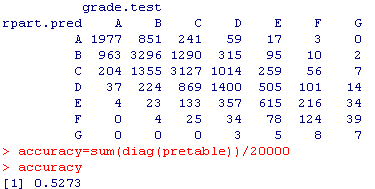 grade.test
rpart.pred    A    B    C    D    E    F    G
         A 1977  851  241   59   17    3    0
         B  963 3296 1290  315   95   10    2
         C  204 1355 3127 1014  259   56    7
         D   37  224  869 1400  505  101   14
         E    4   23  133  357  615  216   34
         F    0    4   25   34   78  124   39
         G    0    0    0    3    5    8    7
> accuracy=sum(diag(pretable))/20000
> accuracy
[1] 0.5273